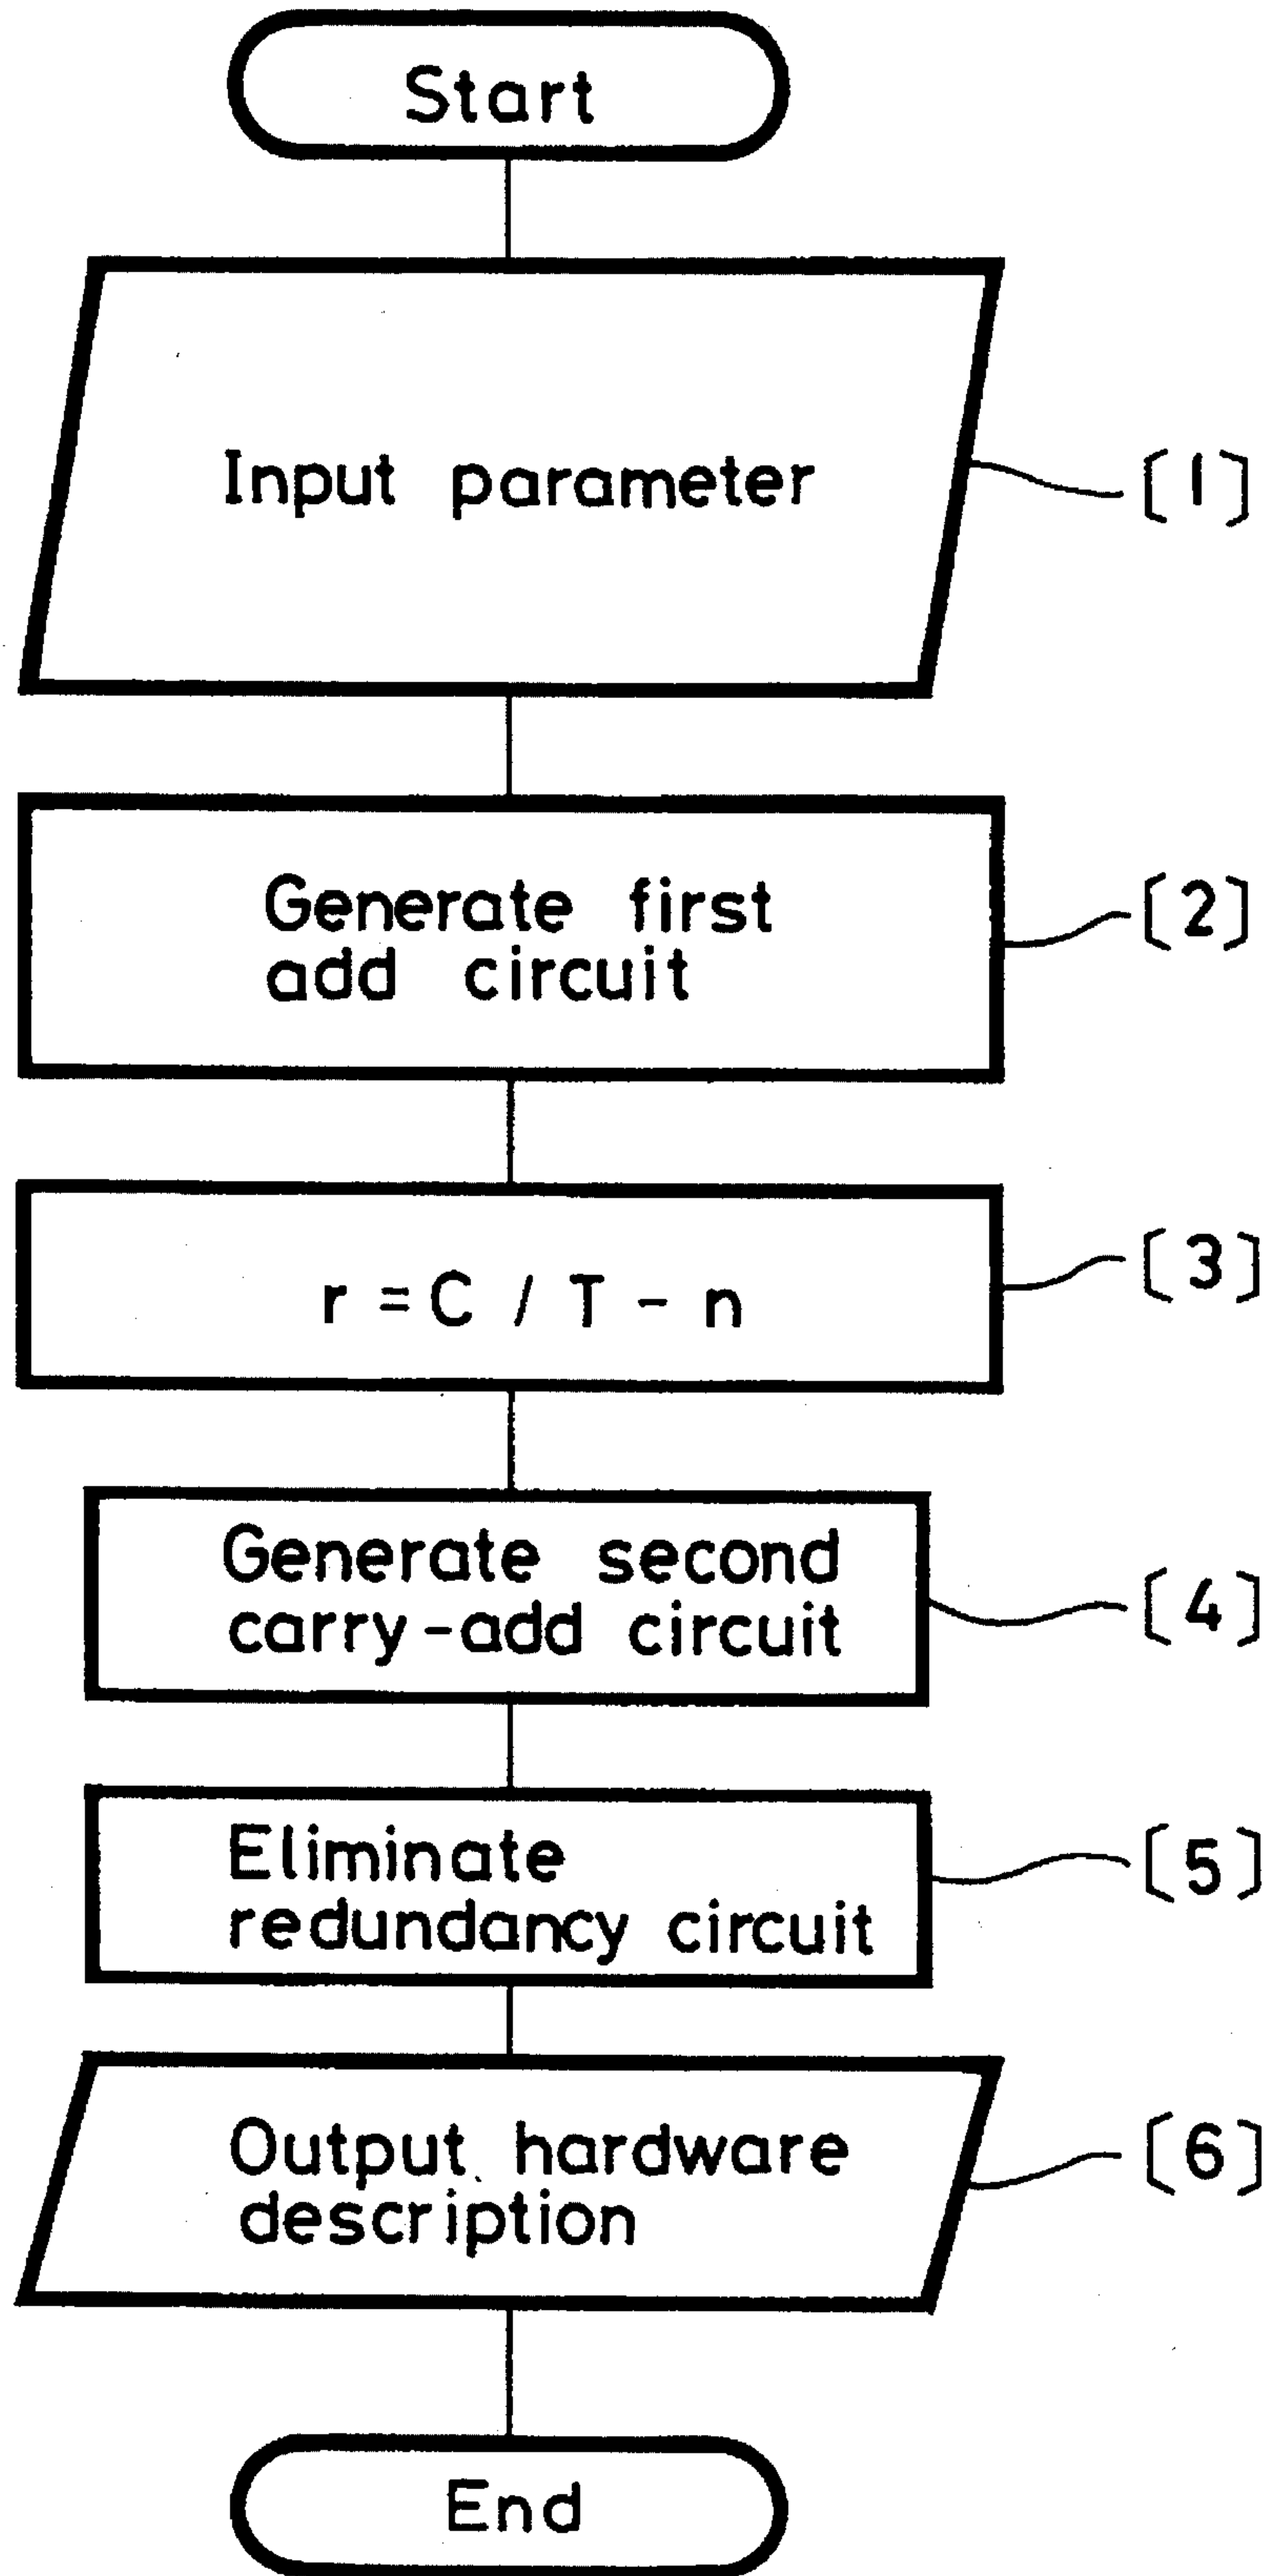 Start
Input parameter
[1]
Generate first
add circuit
[2]
r = C / T - n
[3]
Generate second
carry-add circuit
[4]
Eliminate
redundancy circuit
[5]
Output hardware
description
[6]
End